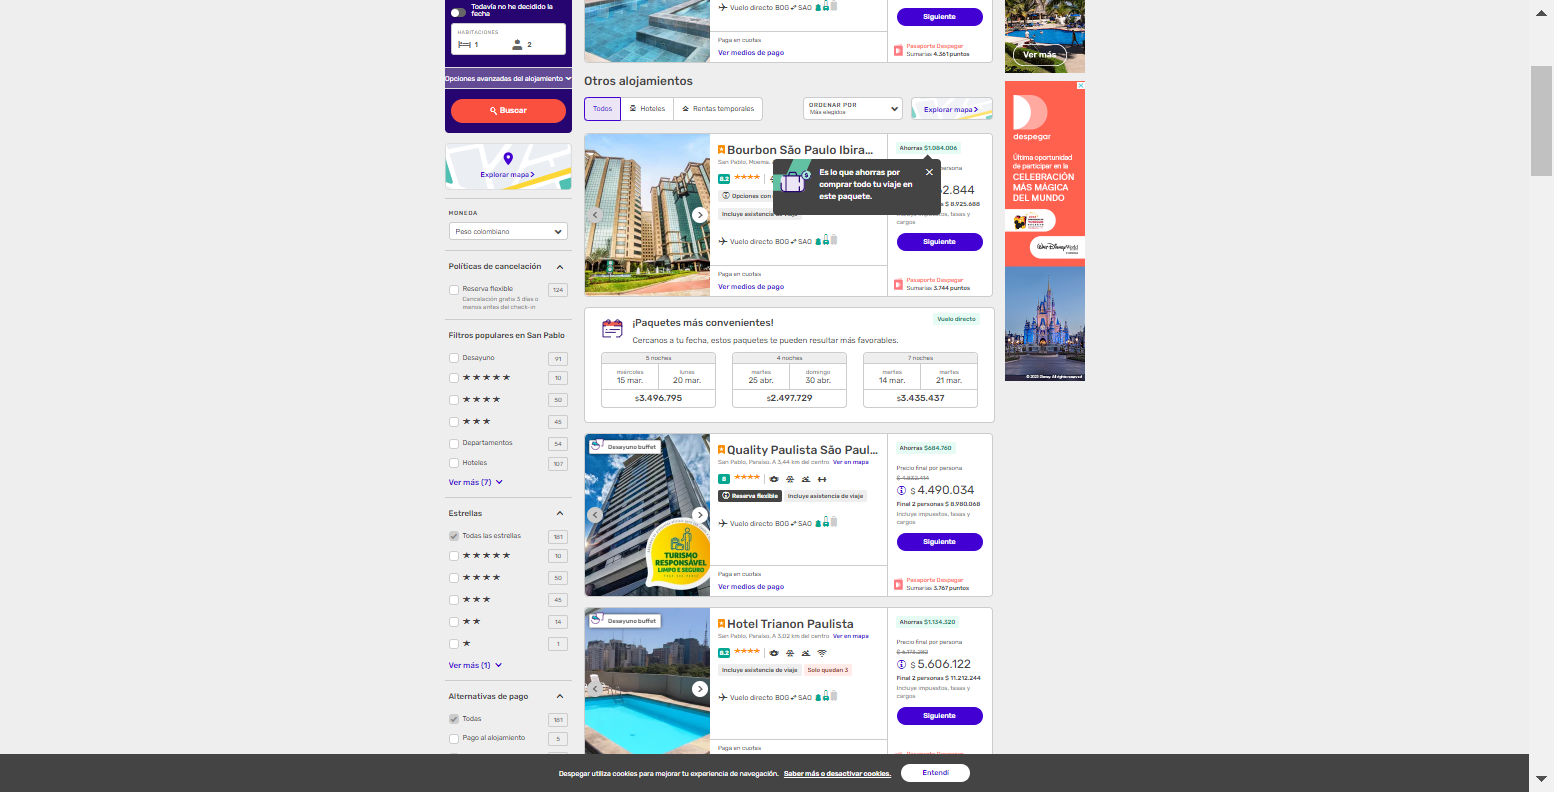 Todavía no he decidido la
fecha
HABITACIONES
1
2
Opciones avanzadas del alojamiento
Buscar
Explorar mapa
MONEDA
Peso colombiano
Políticas de cancelación
Reserva flexible
124
Cancelación gratis 3 días o
menos antes del check-in
Filtros populares en San Pablo
Desayuno
91
10
50
45
Departamentos
54
Hoteles
107
Ver más (7)
Estrellas
Todas las estrellas
161
10
50
45
14
1
Ver más (1)
Alternativas de pago
Todas
161
Pago al alojamiento
5
Vuelo directo BOG SAO
Paga en cuotas
Ver medios de pago
Siguiente
Pasaporte Despegar
Sumarías 4.361 puntos
Otros alojamientos
Todos
Hoteles
Rentas temporales
ORDENAR POR
Más elegidos
Explorar mapa
Bourbon São Paulo Ibira...
San Pablo, Moema.
8.2
Opciones con
Incluye asistencia de viaje
Vuelo directo BOG SAO
Paga en cuotas
Ver medios de pago
Ahorras $1.084.006
Es lo que ahorras por
comprar todo tu viaje en
este paquete.
persona
2.844
s $ 8.925.688
Incluye impuestos, tasas y
cargos
Siguiente
Pasaporte Despegar
Sumarías 3.744 puntos
¡Paquetes más convenientes!
Vuelo directo
Cercanos a tu fecha, estos paquetes te pueden resultar más favorables.
5 noches
miércoles
15 mar.
lunes
20 mar.
$3.496.795
4 noches
martes
25 abr.
domingo
30 abr.
$2.497.729
7 noches
martes
14 mar.
martes
21 mar.
$3.435.437
Desayuno buffet
TURISMO
RESPONSÁVEL
LIMPO E SEGURO
Quality Paulista São Paul...
San Pablo, Paraíso. A 3,44 km del centro Ver en mapa
8
Reserva flexible
Incluye asistencia de viaje
Vuelo directo BOG SAO
Paga en cuotas
Ver medios de pago
Ahorras $684.760
Precio final por persona
$ 4.832.414
$ 4.490.034
Final 2 personas $ 8.980.068
Incluye impuestos, tasas y
cargos
Siguiente
Pasaporte Despegar
Sumarías 3.767 puntos
Desayuno buffet
Hotel Trianon Paulista
San Pablo, Paraíso. A 3,02 km del centro Ver en mapa
8.2
Incluye asistencia de viaje
Solo quedan 3
Vuelo directo BOG SAO
Paga en cuotas
Ahorras $1.134.320
Precio final por persona
$ 6.173.282
$ 5.606.122
Final 2 personas $ 11.212.244
Incluye impuestos, tasas y
cargos
Siguiente
Ver más
despegar
Última oportunidad
de participar en la
CELEBRACIÓN
MÁS MÁGICA
DEL MUNDO
Walt Disney World
© 2023 Disney. All rights reserved
Despegar utiliza cookies para mejorar tu experiencia de navegación. Saber más o desactivar cookies.
Entendí